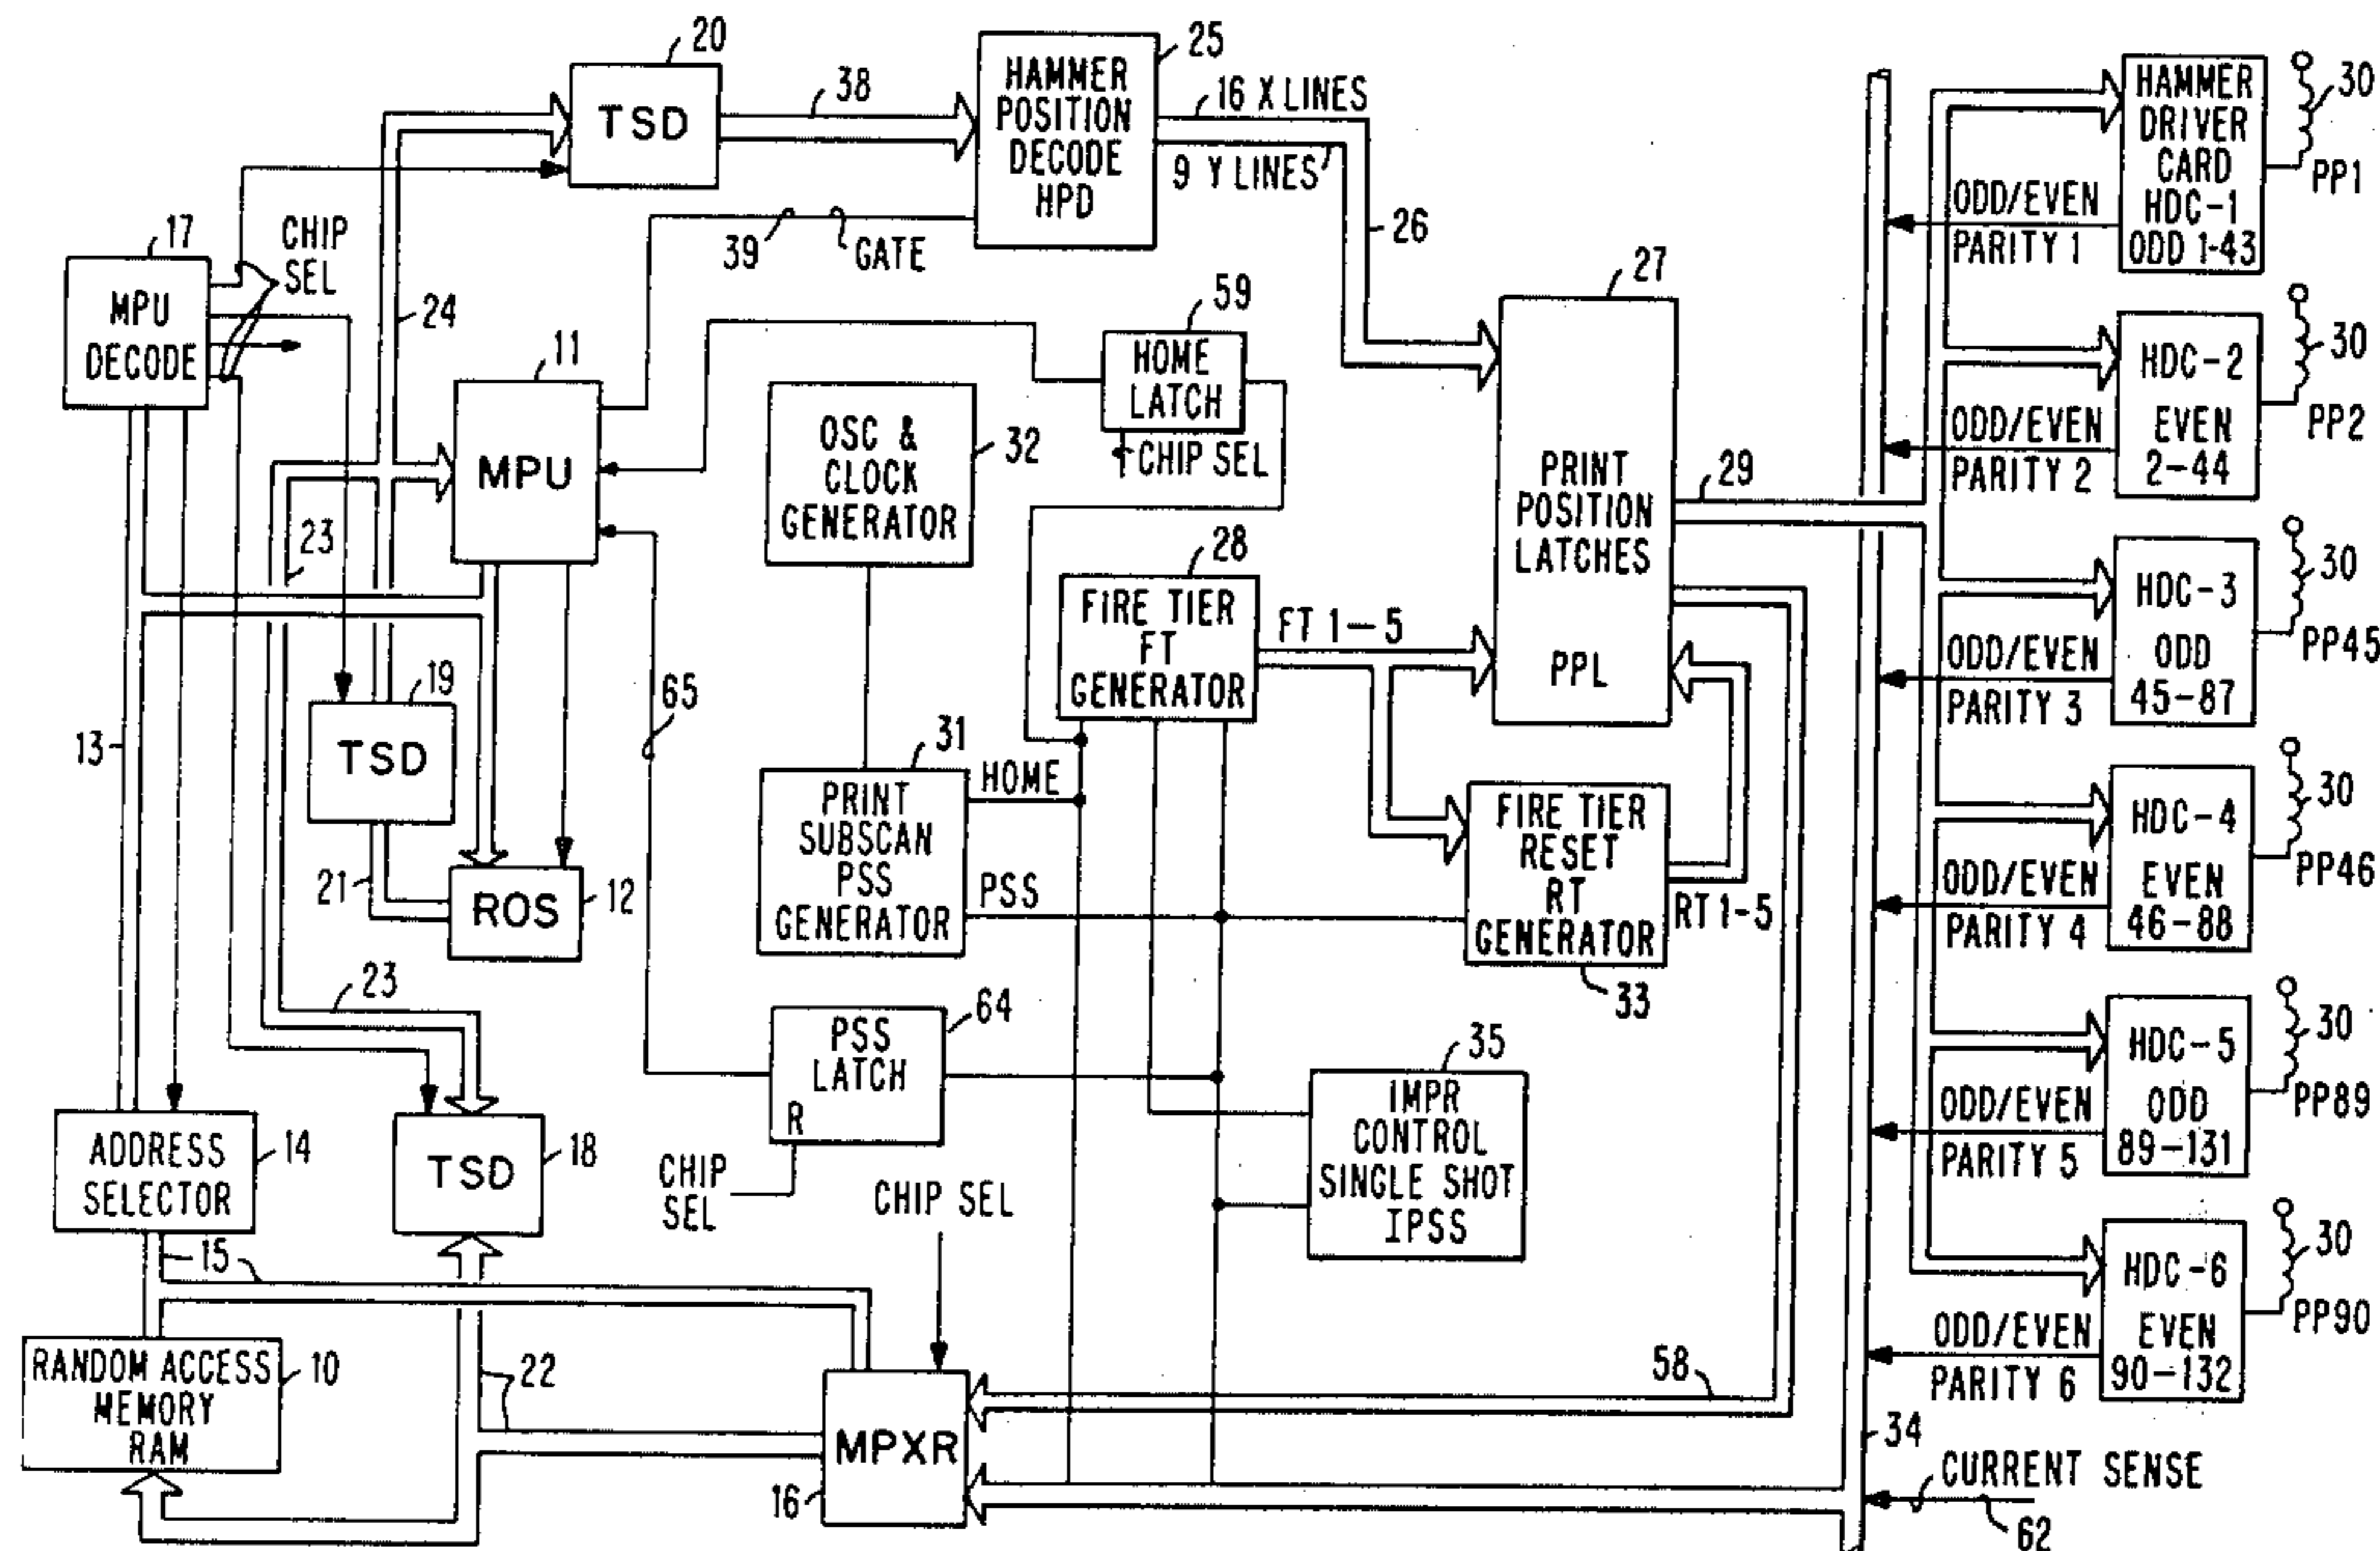 20
TSD
38
HAMMER
POSITION
DECODE
HPD
25
16 X LINES
9 Y LINES
26
HAMMER
DRIVER
CARD
HDC-1
ODD 1-43
30
PP1
ODD/EVEN
PARITY 1
17
MPU
DECODE
CHIP
SEL
24
39
GATE
11
MPU
59
HOME
LATCH
CHIP SEL
27
PRINT
POSITION
LATCHES
PPL
29
HDC-2
EVEN
2-44
30
PP2
ODD/EVEN
PARITY 2
OSC &
CLOCK
GENERATOR
32
23
28
FIRE TIER
FT
GENERATOR
FT 1-5
HDC-3
ODD
45-87
30
PP45
ODD/EVEN
PARITY 3
13
19
TSD
65
31
PRINT
SUBSCAN
PSS
GENERATOR
HOME
PSS
FIRE TIER
RESET
RT
GENERATOR
RT 1-5
33
HDC-4
EVEN
46-88
30
PP46
ODD/EVEN
PARITY 4
21
ROS
12
23
PSS
LATCH
R
64
CHIP
SEL
CHIP SEL
35
IMPR
CONTROL
SINGLE SHOT
IPSS
HDC-5
ODD
89-131
30
PP89
ODD/EVEN
PARITY 5
ADDRESS
SELECTOR
14
TSD
18
15
HDC-6
EVEN
90-132
30
PP90
ODD/EVEN
PARITY 6
RANDOM ACCESS
MEMORY
RAM
10
22
MPXR
16
58
34
CURRENT SENSE
62